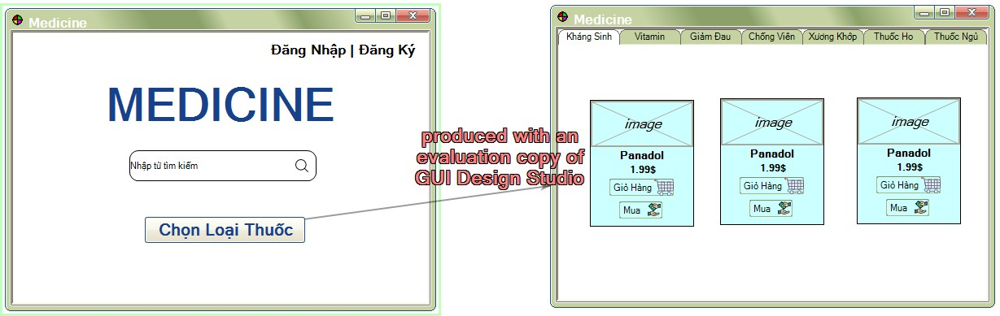 Medicine
Đăng Nhập | Đăng Ký
MEDICINE
Nhập từ tìm kiếm
Chọn Loại Thuốc
produced with an
evaluation copy of
GUI Design Studio
Medicine
Kháng Sinh Vitamin Giảm Đau Chống Viên Xương Khớp Thuốc Ho Thuốc Ngủ
image image image
Panadol Panadol Panadol
1.99$ 1.99$ 1.99$
Giỏ Hàng Giỏ Hàng Giỏ Hàng
Mua Mua Mua